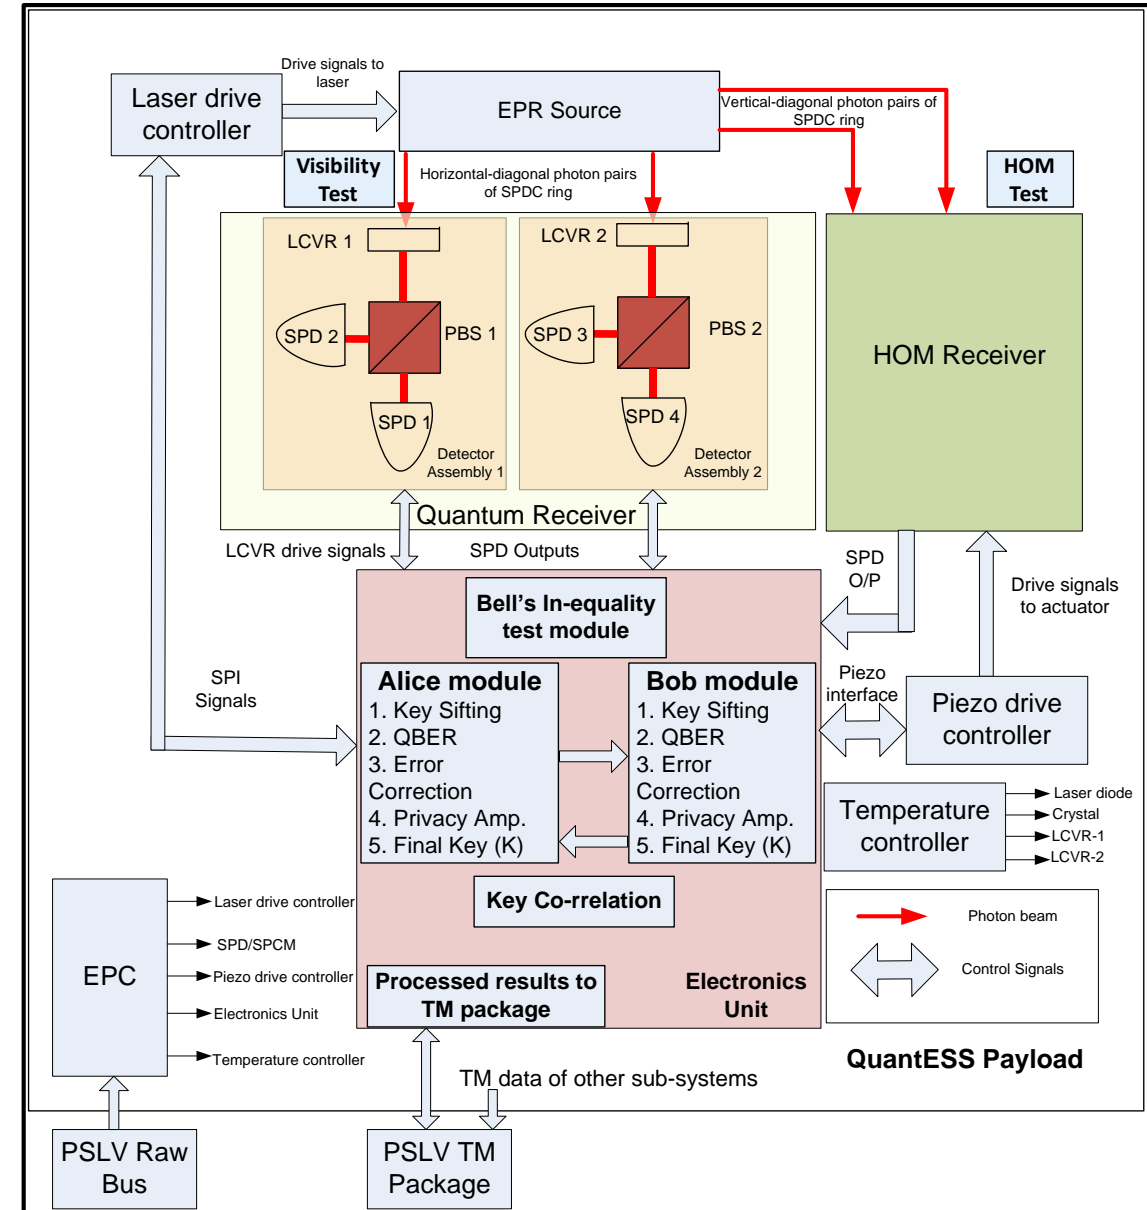 Drive signals to
laser
Laser drive
controller
EPR Source
Vertical-diagonal photon pairs of
SPDC ring
Visibility
Test
Horizontal-diagonal photon pairs
of SPDC ring
HOM
Test
LCVR 1
LCVR 2
SPD 2
PBS 1
SPD 3
PBS 2
SPD 1
SPD 4
Detector
Assembly 1
Detector
Assembly 2
HOM Receiver
Quantum Receiver
LCVR drive signals
SPD Outputs
SPD
O/P
Drive signals
to actuator
Bell's In-equality
test module
SPI
Signals
Alice module
1. Key Sifting
2. QBER
3. Error
Correction
4. Privacy Amp.
5. Final Key (K)
Bob module
1. Key Sifting
2. QBER
3. Error
Correction
4. Privacy Amp.
5. Final Key (K)
Piezo
interface
Piezo drive
controller
Temperature
controller
Laser diode
Crystal
LCVR-1
LCVR-2
Key Co-rrelation
EPC
Laser drive controller
SPD/SPCM
Piezo drive controller
Electronics Unit
Temperature controller
Processed results to
TM package
Electronics
Unit
Photon beam
Control Signals
QuantESS Payload
TM data of other sub-systems
PSLV Raw
Bus
PSLV TM
Package